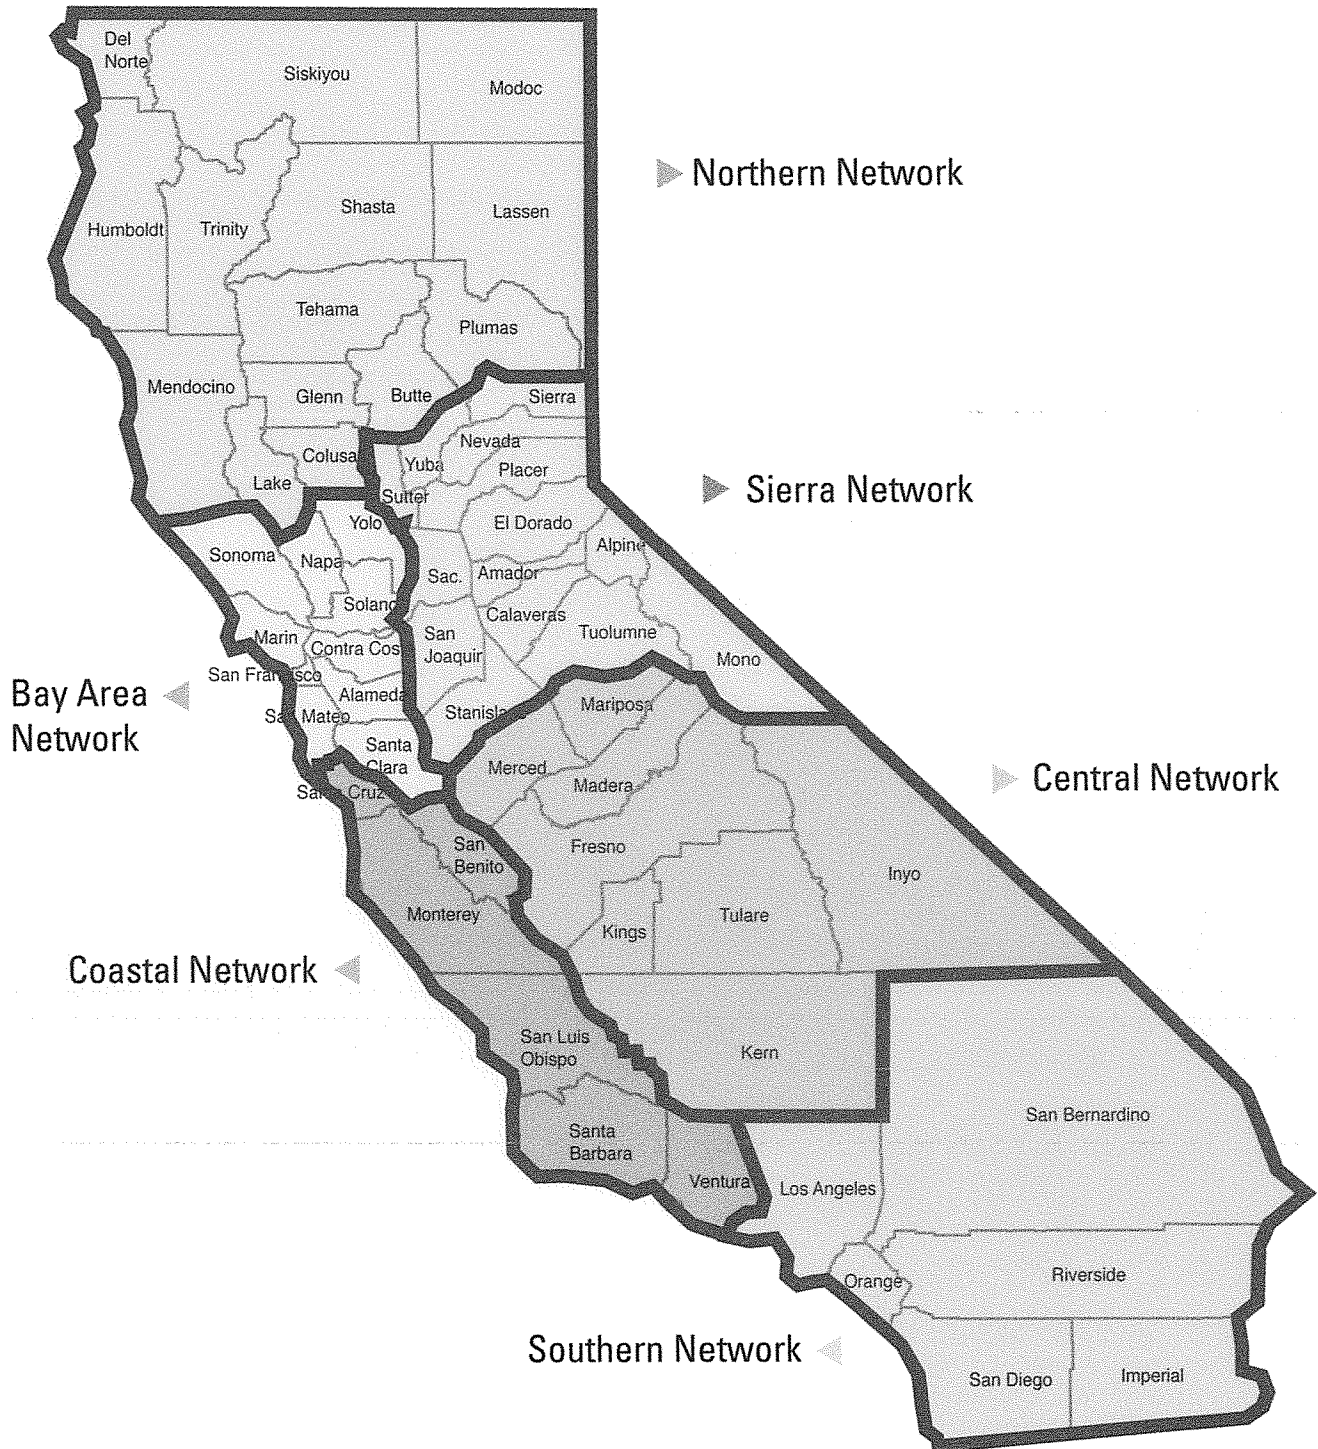 Del
Norte
Siskiyou
Modoc
Northern Network
Humboldt
Trinity
Shasta
Lassen
Tehama
Plumas
Mendocino
Glenn
Butte
Sierra
Colusa
Lake
Nevada
Yuba
Placer
Sutter
Sierra Network
Yolo
El Dorado
Sonoma
Napa
Alpine
Sac.
Amador
Solano
Calaveras
Marin
Contra Cos
San
Joaquin
Tuolumne
Mono
San Francisco
Bay Area
Network
Alameda
San Mateo
Stanisla
Mariposa
Santa
Clara
Merced
Madera
Central Network
Santa Cruz
San
Benito
Fresno
Inyo
Monterey
Kings
Tulare
Coastal Network
San Luis
Obispo
Kern
San Bernardino
Santa
Barbara
Ventura
Los Angeles
Orange
Riverside
Southern Network
San Diego
Imperial